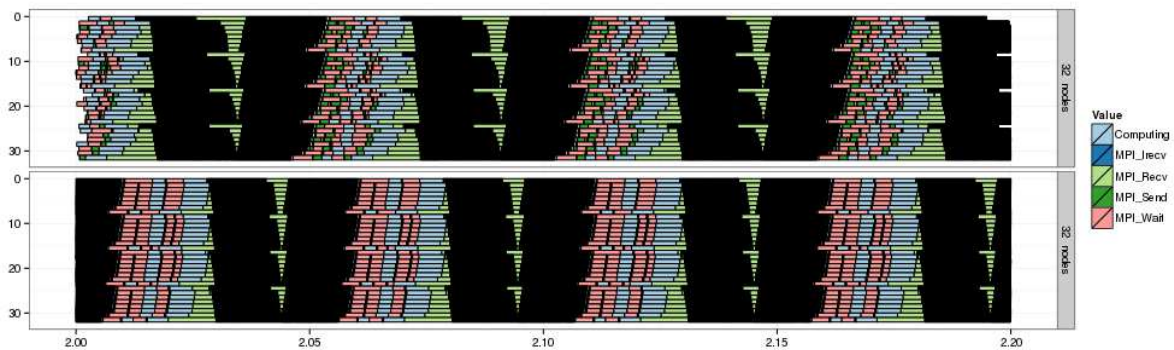 0
10
20
30
32 nodes
0
10
20
30
32 nodes
2.00 2.05 2.10 2.15 2.20
Value
Computing
MPI_Irecv
MPI_Recv
MPI_Send
MPI_Wait